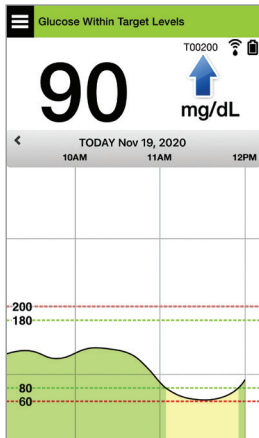 Glucose Within Target Levels
T00200
90
mg/dL
TODAY Nov 19, 2020
10AM 11AM 12PM
200
180
80
60